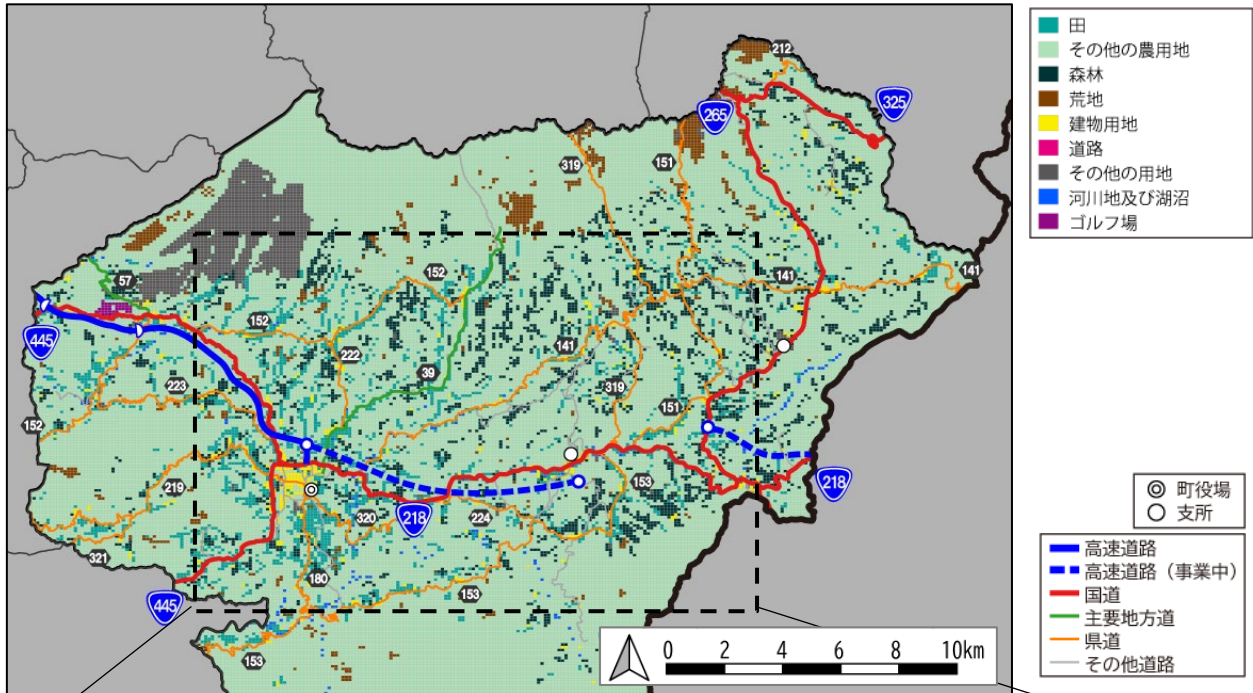 212
325
265
319
151
141
141
57
152
152
445
222
141
39
223
319
152
151
219
153
218
320
218
224
321
180
153
445
153
0 2 4 6 8 10km
田
その他の農用地
森林
荒地
建物用地
道路
その他の用地
河川地及び湖沼
ゴルフ場
町役場
支所
高速道路
高速道路（事業中）
国道
主要地方道
県道
その他道路